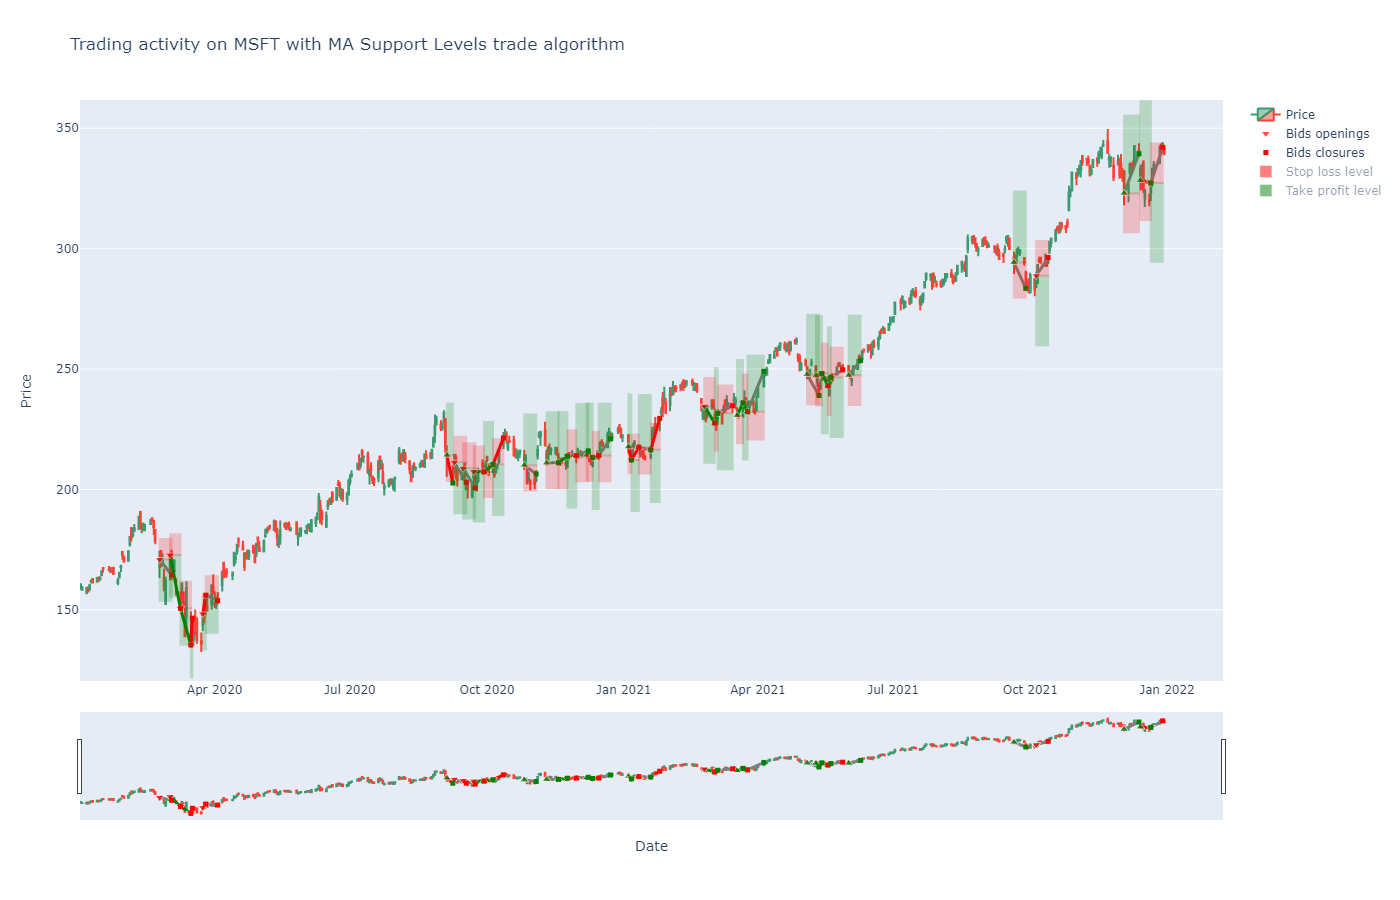 Trading activity on MSFT with MA Support Levels trade algorithm
Price
Bids openings
Bids closures
Stop loss level
Take profit level
350
300
250
200
150
Price
Apr 2020
Jul 2020
Oct 2020
Jan 2021
Apr 2021
Jul 2021
Oct 2021
Jan 2022
Date